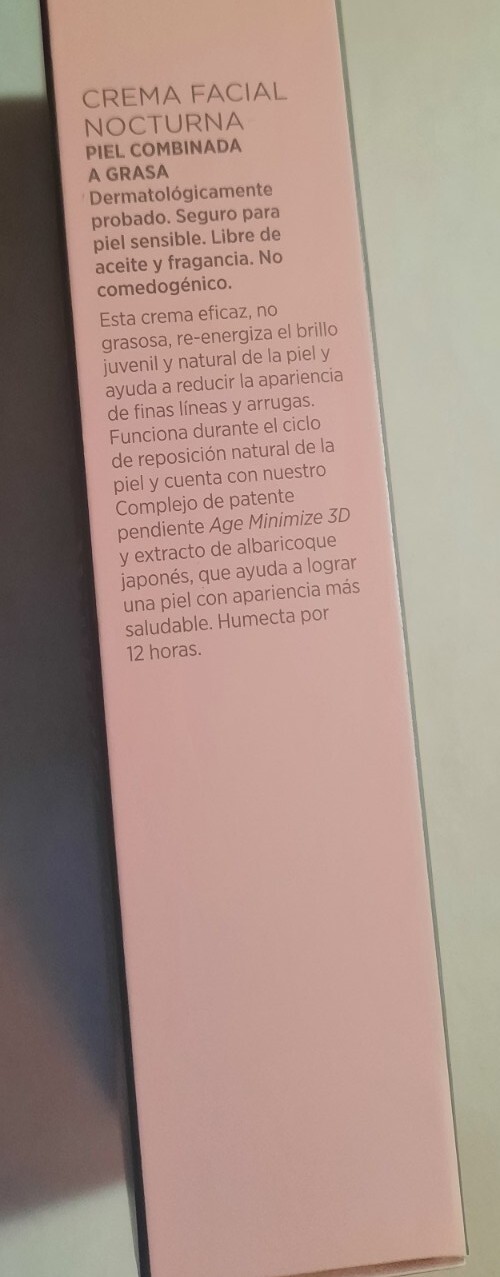 CREMA FACIAL
NOCTURNA
PIEL COMBINADA
A GRASA
Dermatológicamente
probado. Seguro para
piel sensible. Libre de
aceite y fragancia. No
comedogénico.
Esta crema eficaz, no
grasosa, re-energiza el brillo
juvenil y natural de la piel y
ayuda a reducir la apariencia
de finas líneas y arrugas.
Funciona durante el ciclo
de reposición natural de la
piel y cuenta con nuestro
Complejo de patente
pendiente Age Minimize 3D
y extracto de albaricoque
japonés, que ayuda a lograr
una piel con apariencia más
saludable. Humecta por
12 horas.